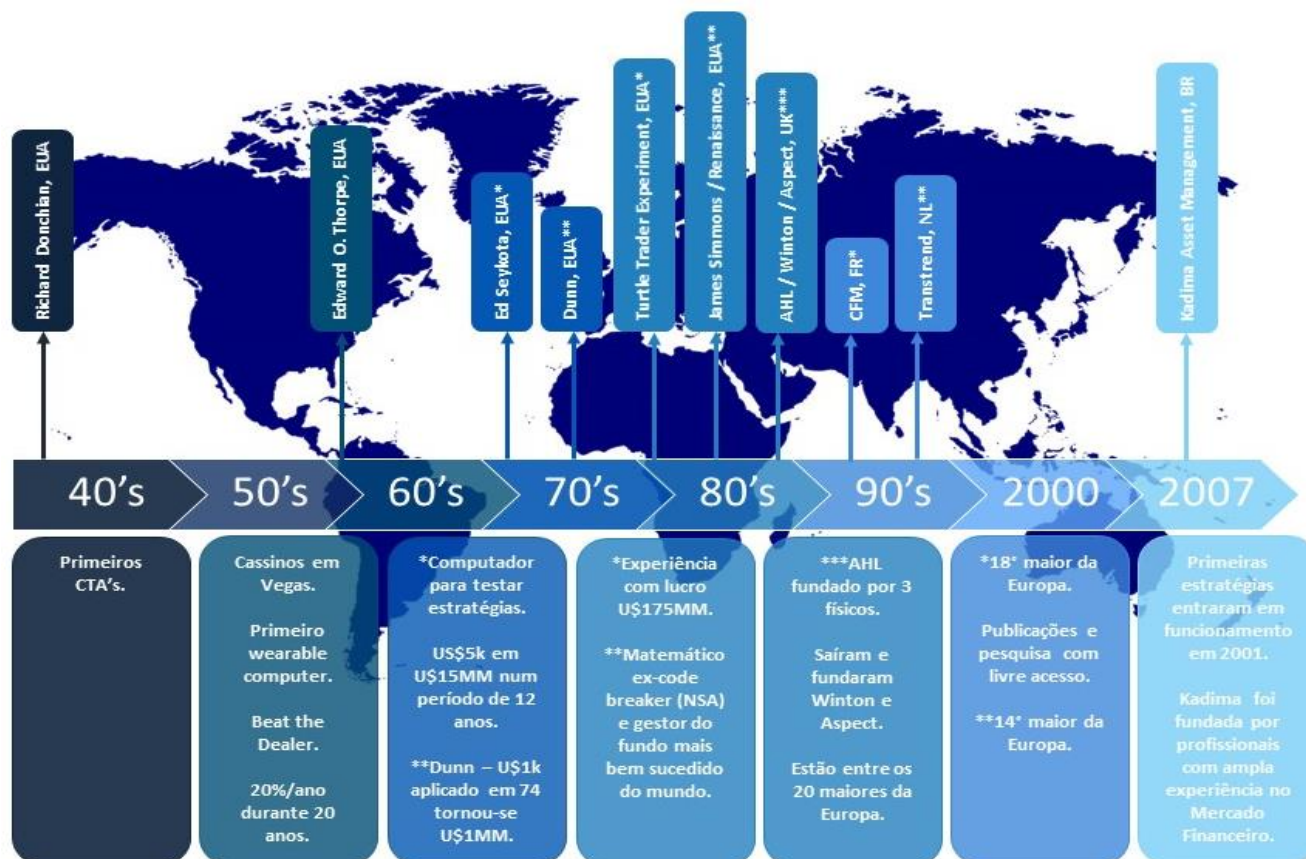 Richard Donchian, EUA
Edward O. Thorpe, EUA
Ed Seykota, EUA*
Dunn, EUA**
Turtle Trader Experiment, EUA*
James Simmons / Renaissance, EUA**
AHL / Winton / Aspect, UK***
CFM, FR*
Transtrend, NL**
Kadima Asset Management, BR
40's
50's
60's
70's
80's
90's
2000
2007
Primeiros
CTA's.
Cassinos em
Vegas.
Primeiro
wearable
computer.
Beat the
Dealer.
20%/ano
durante 20
anos.
*Computador
para testar
estratégias.
US$5k em
U$15MM num
período de 12
anos.
**Dunn – U$1k
aplicado em 74
tornou-se
U$1MM.
*Experiência
com lucro
U$175MM.
**Matemático
ex-code
breaker (NSA)
e gestor do
fundo mais
bem sucedido
do mundo.
***AHL
fundado por 3
físicos.
Saíram e
fundaram
Winton e
Aspect.
Estão entre os
20 maiores da
Europa.
*18° maior da
Europa.
Publicações e
pesquisa com
livre acesso.
**14° maior da
Europa.
Primeiras
estratégias
entraram em
funcionamento
em 2001.
Kadima foi
fundada por
profissionais
com ampla
experiência no
Mercado
Financeiro.